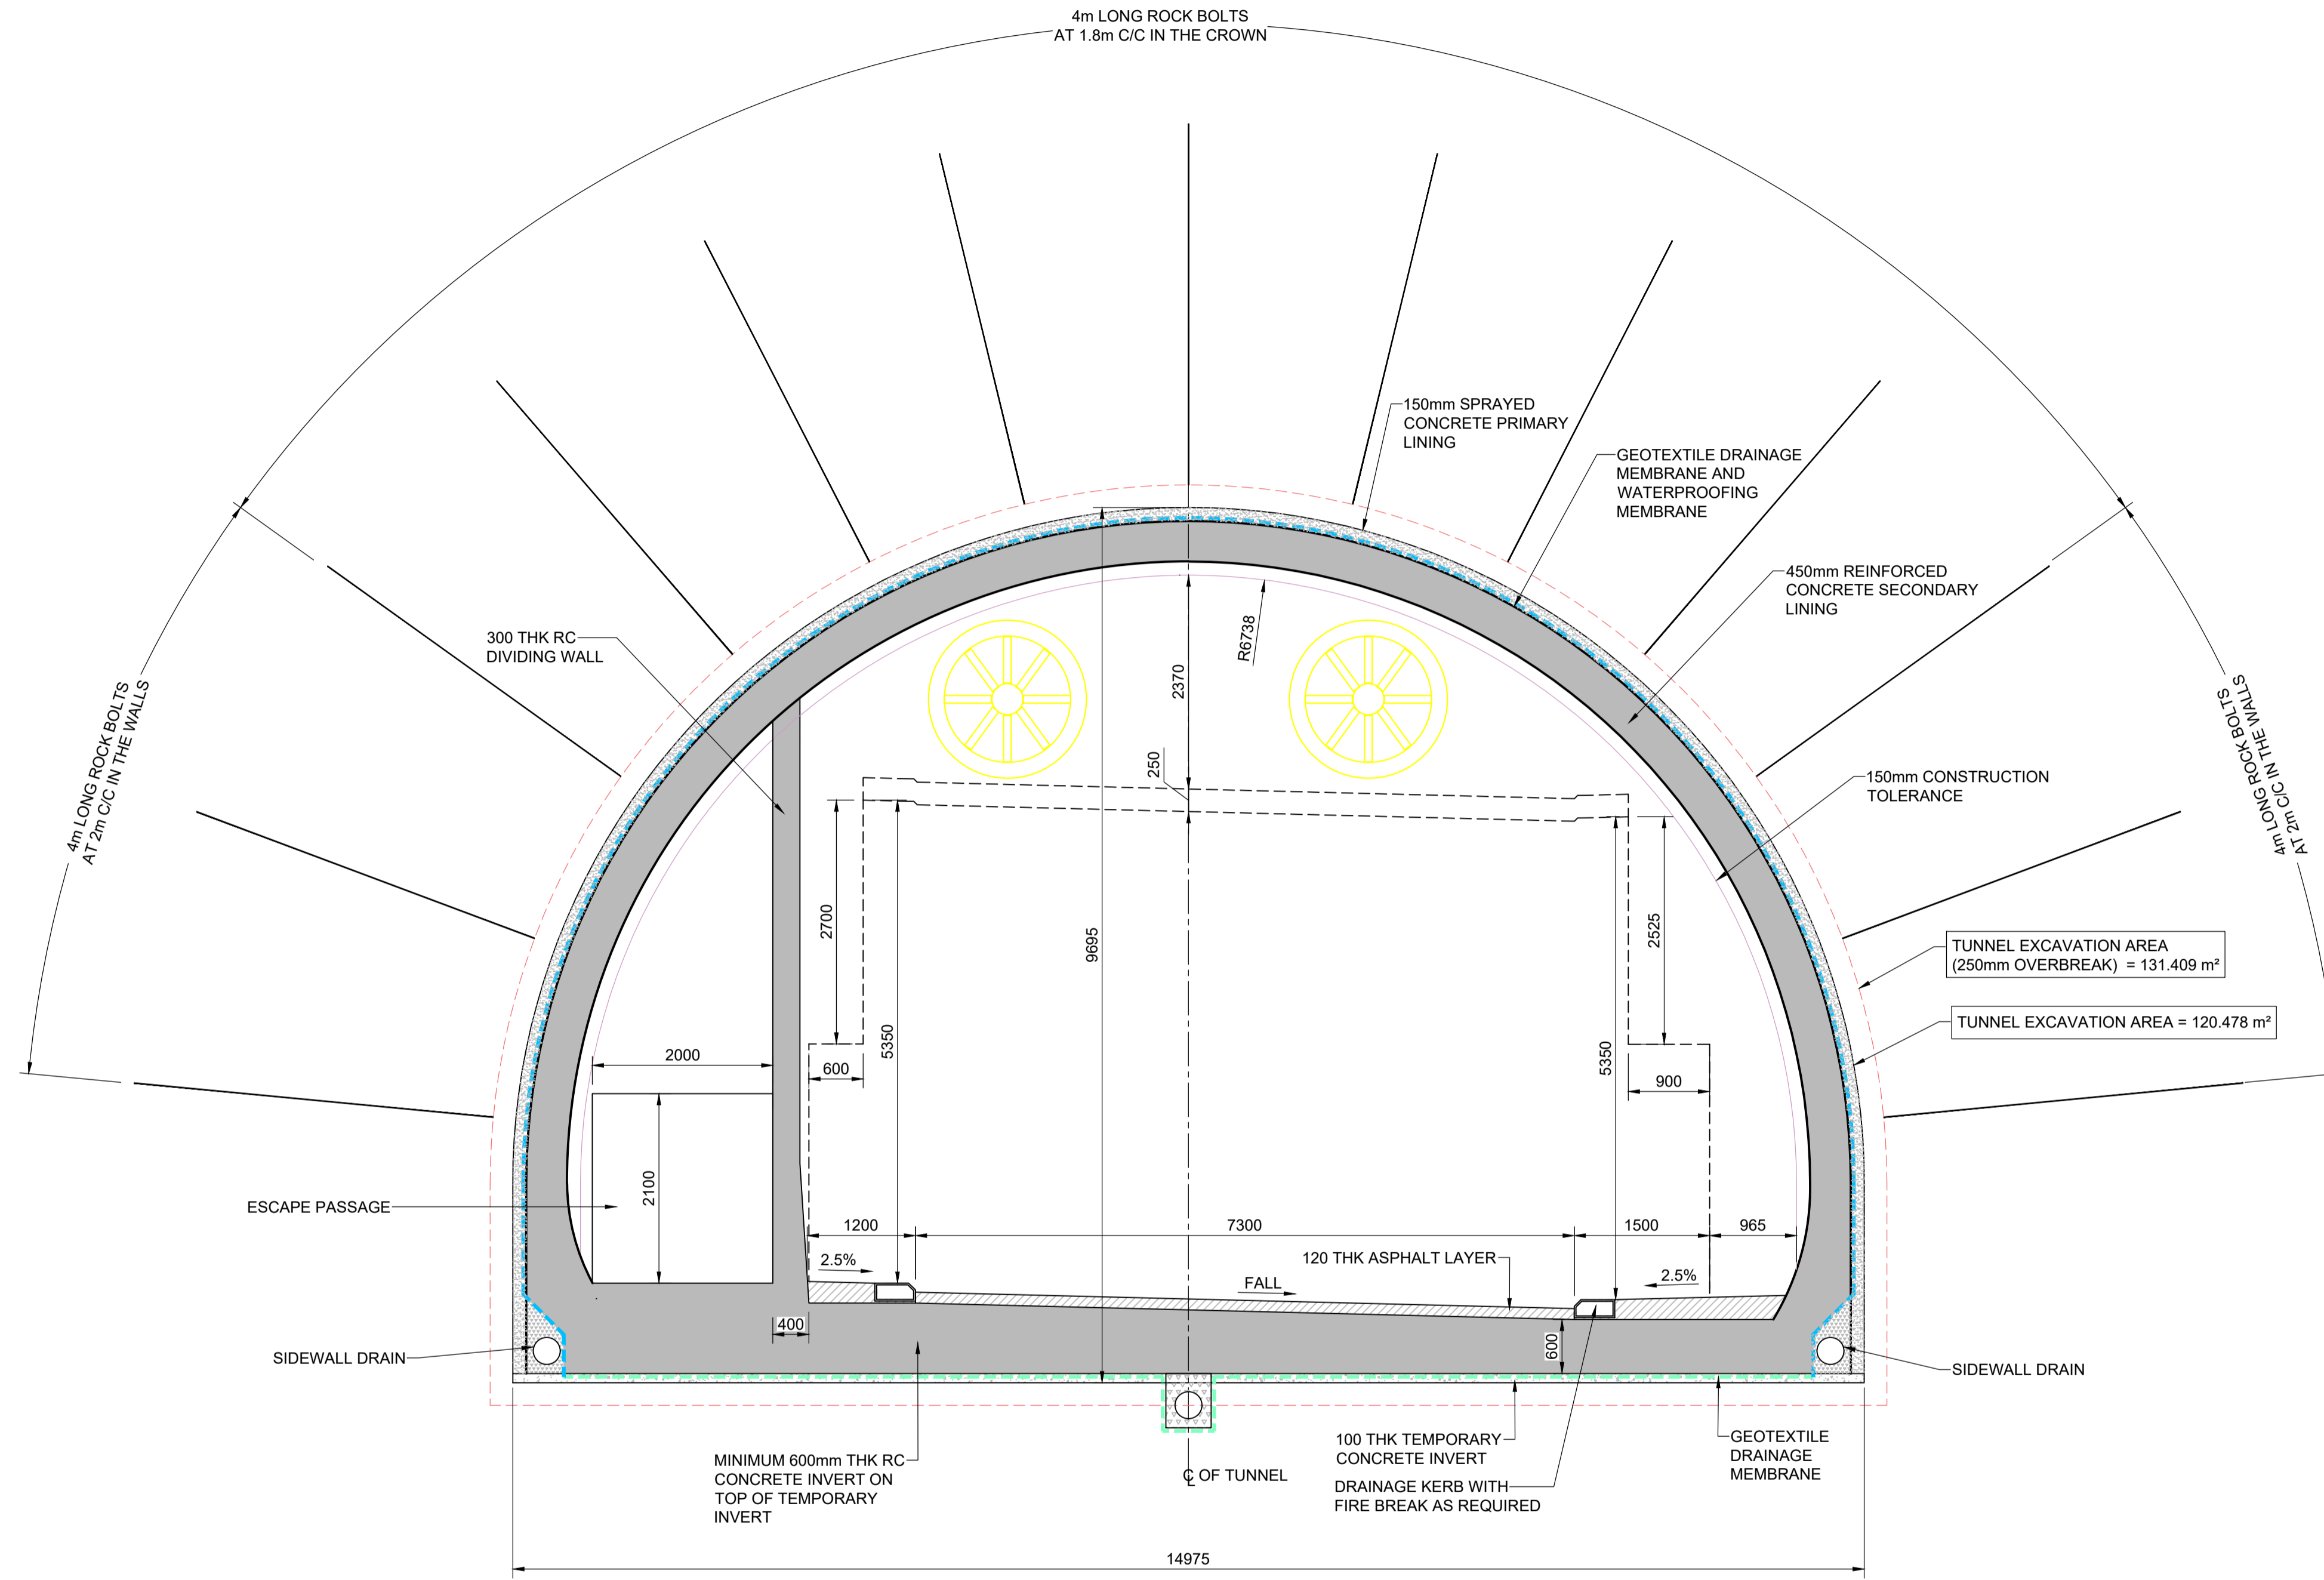 4m LONG ROCK BOLTS
AT 1.8m C/C IN THE CROWN
150mm SPRAYED
CONCRETE PRIMARY
LINING
GEOTEXTILE DRAINAGE
MEMBRANE AND
WATERPROOFING
MEMBRANE
450mm REINFORCED
CONCRETE SECONDARY
LINING
300 THK RC
DIVIDING WALL
R6738
2370
250
4m LONG ROCK BOLTS
AT 2m C/C IN THE WALLS
4m LONG ROCK BOLTS
AT 2m C/C IN THE WALLS
150mm CONSTRUCTION
TOLERANCE
2700
9695
2525
TUNNEL EXCAVATION AREA
(250mm OVERBREAK) = 131.409 m²
TUNNEL EXCAVATION AREA = 120.478 m²
2000
600
5350
5350
900
2100
ESCAPE PASSAGE
1200
7300
1500
965
2.5%
120 THK ASPHALT LAYER
FALL
2.5%
400
600
SIDEWALL DRAIN
SIDEWALL DRAIN
MINIMUM 600mm THK RC
CONCRETE INVERT ON
TOP OF TEMPORARY
INVERT
℄ OF TUNNEL
100 THK TEMPORARY
CONCRETE INVERT
DRAINAGE KERB WITH
FIRE BREAK AS REQUIRED
GEOTEXTILE
DRAINAGE
MEMBRANE
14975